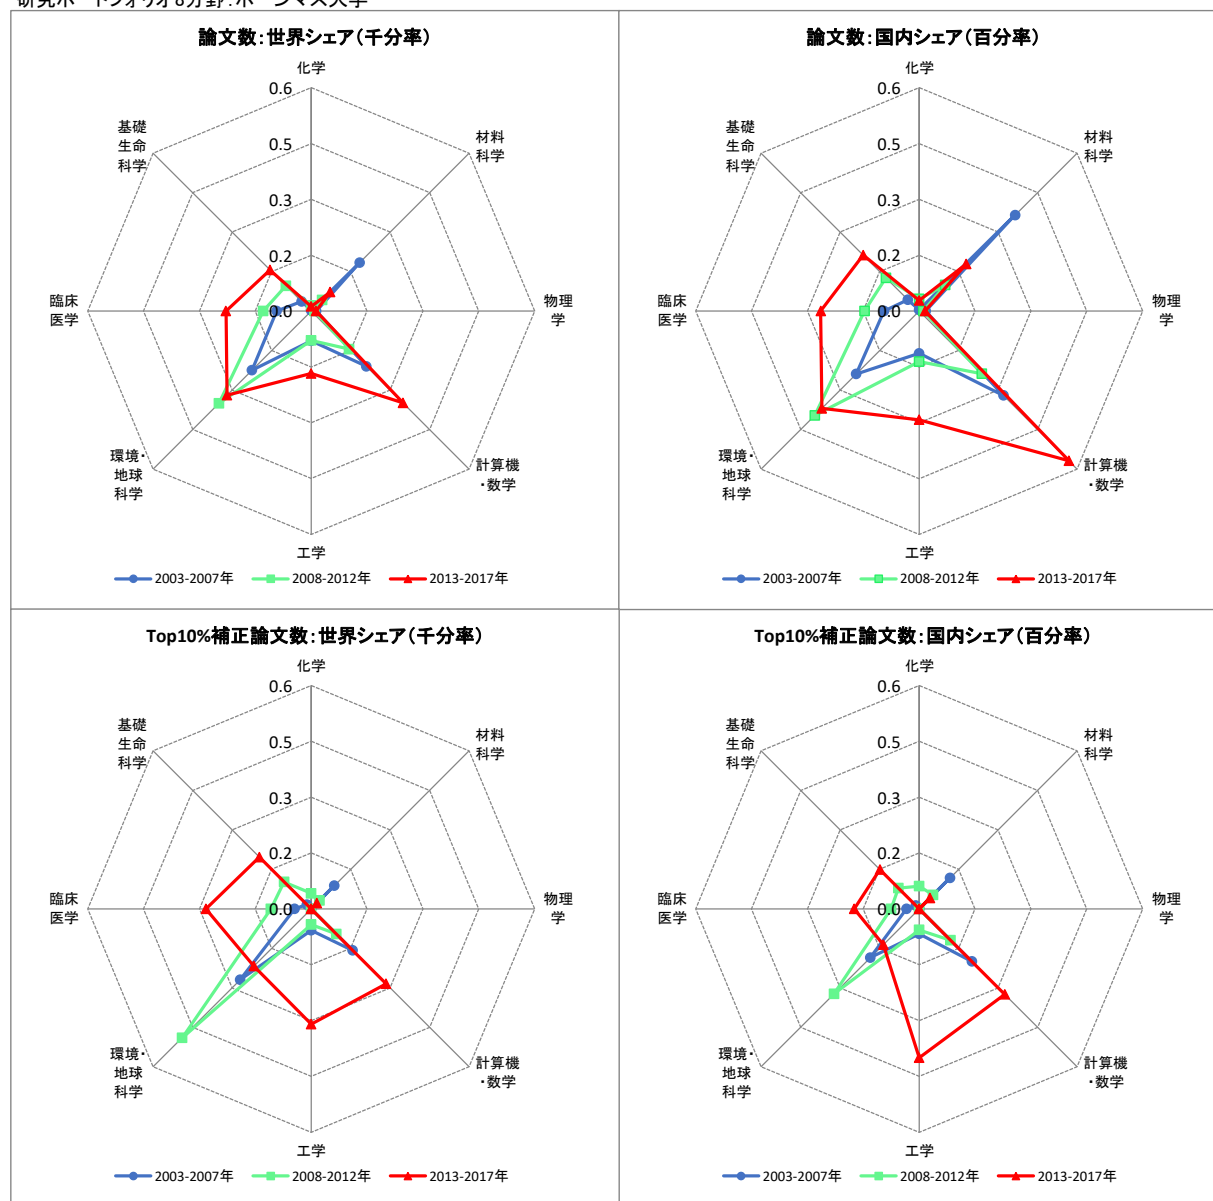 論文数：世界シェア（千分率）
化学
0.6
0.5
0.3
0.2
0.0
材料
科学
物理
学
計算機
・数学
工学
環境・
地球
科学
臨床
医学
基礎
生命
科学
2003-2007年
2008-2012年
2013-2017年
論文数：国内シェア（百分率）
化学
0.6
0.5
0.3
0.2
0.0
材料
科学
物理
学
計算機
・数学
工学
環境・
地球
科学
臨床
医学
基礎
生命
科学
2003-2007年
2008-2012年
2013-2017年
Top10%補正論文数：世界シェア（千分率）
化学
0.6
0.5
0.3
0.2
0.0
材料
科学
物理
学
計算機
・数学
工学
環境・
地球
科学
臨床
医学
基礎
生命
科学
2003-2007年
2008-2012年
2013-2017年
Top10%補正論文数：国内シェア（百分率）
化学
0.6
0.5
0.3
0.2
0.0
材料
科学
物理
学
計算機
・数学
工学
環境・
地球
科学
臨床
医学
基礎
生命
科学
2003-2007年
2008-2012年
2013-2017年